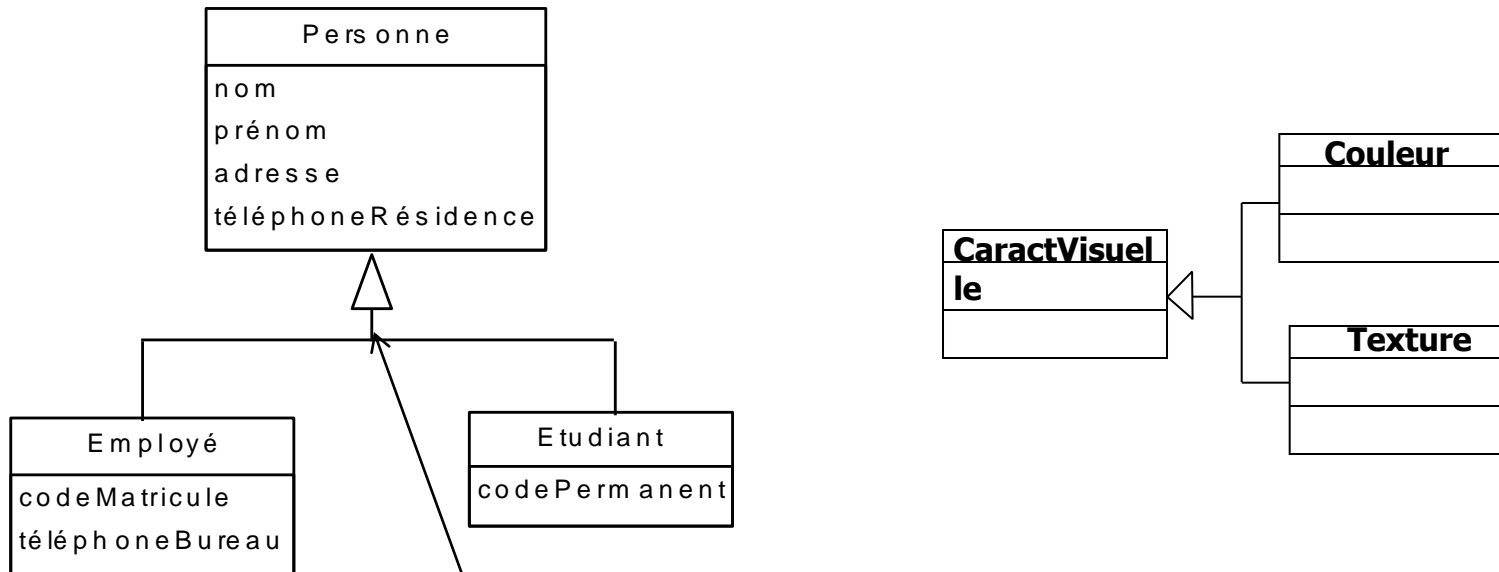 Personne
nom
prénom
adresse
téléphoneRésidence
Employé
codeMatricule
téléphoneBureau
Etudiant
codePermanent
CaractVisuel
le
Couleur
Texture